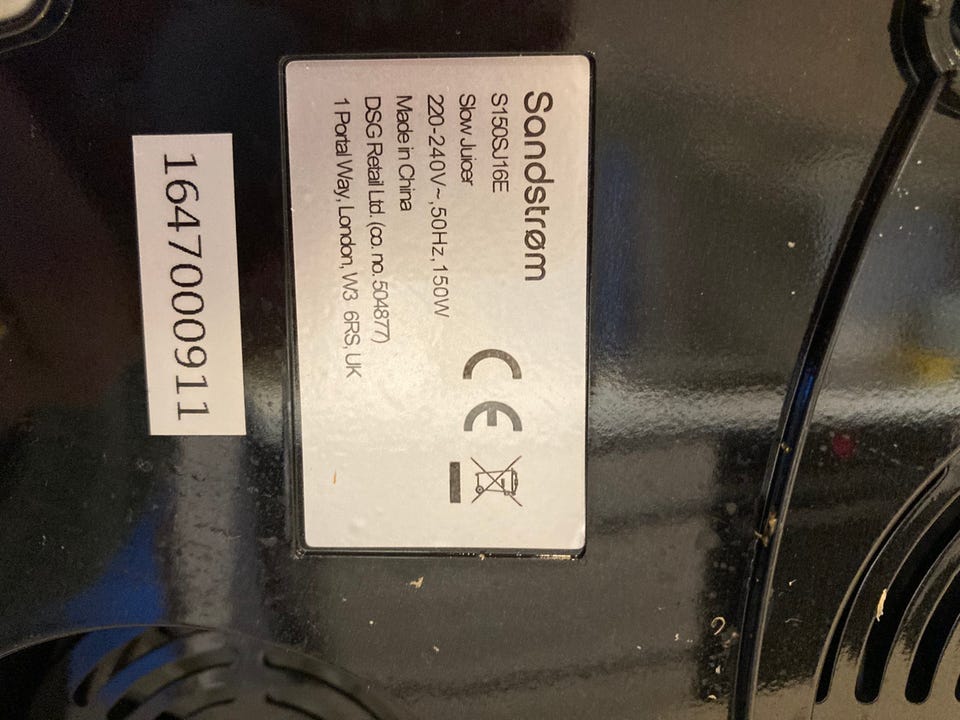 Sandstrøm
S150SJ16E
Slow Juicer
220-240V~,50Hz,150W
Made in China
DSG Retail Ltd. (co. no. 504877)
1 Portal Way, London, W3 6RS, UK
CE
1647000911